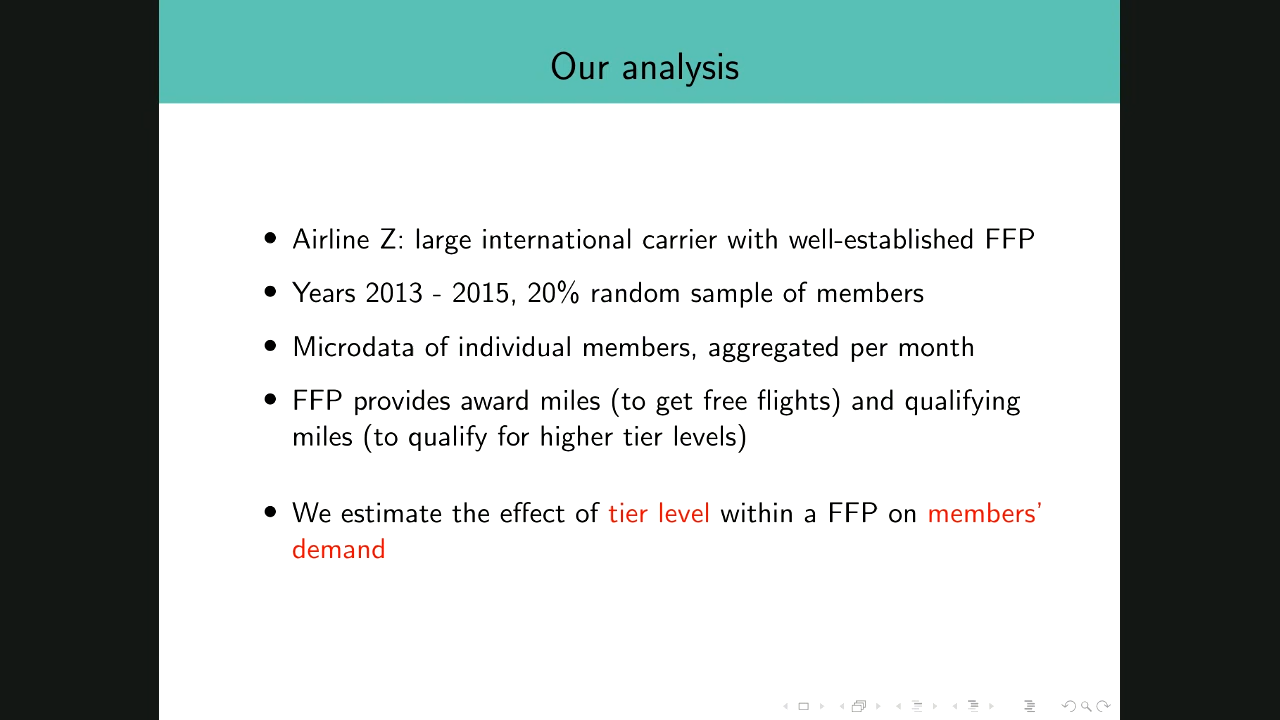 Our analysis
• Airline Z: large international carrier with well-established FFP
• Years 2013 - 2015, 20% random sample of members
• Microdata of individual members, aggregated per month
• FFP provides award miles (to get free flights) and qualifying
miles (to qualify for higher tier levels)
• We estimate the effect of tier level within a FFP on members'
demand